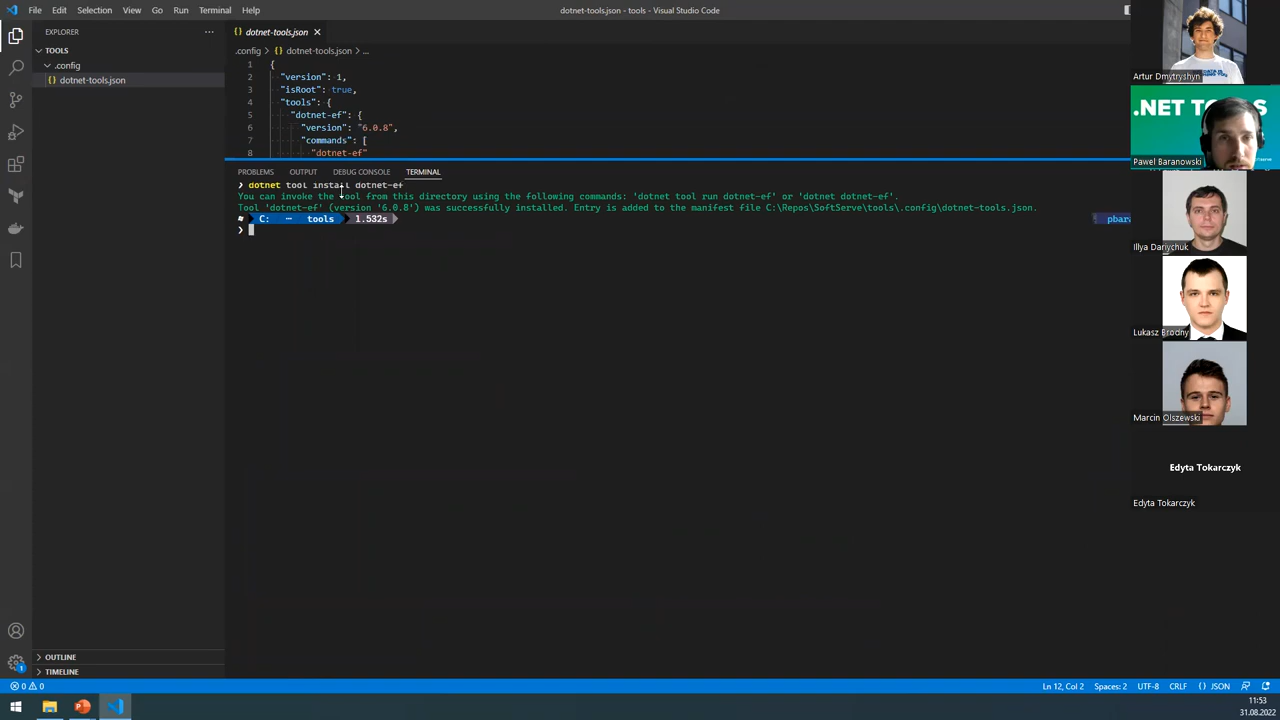 File Edit Selection View Go Run Terminal Help
dotnet-tools.json - tools - Visual Studio Code
EXPLORER
TOOLS
.config
dotnet-tools.json
OUTLINE
TIMELINE
dotnet-tools.json
.config > {} dotnet-tools.json > ...
1 {
2 "version": 1,
3 "isRoot": true,
4 "tools": {
5 "dotnet-ef": {
6 "version": "6.0.8",
7 "commands": [
8 "dotnet-ef"
PROBLEMS OUTPUT DEBUG CONSOLE TERMINAL
❯ dotnet tool install dotnet-ef
You can invoke the tool from this directory using the following commands: 'dotnet tool run dotnet-ef' or 'dotnet dotnet-ef'.
Tool 'dotnet-ef' (version '6.0.8') was successfully installed. Entry is added to the manifest file C:\Repos\SoftServe\tools\.config\dotnet-tools.json.
C: ⋯ tools 1.532s
pbara
❯
Artur Dmytryshyn
.NET TOOLS
Pawel Baranowski
Illya Danychuk
Lukasz Brodny
Marcin Olszewski
Edyta Tokarczyk
Edyta Tokarczyk
0 0
Ln 12, Col 2 Spaces: 2 UTF-8 CRLF {} JSON
1
11:53
31.08.2022